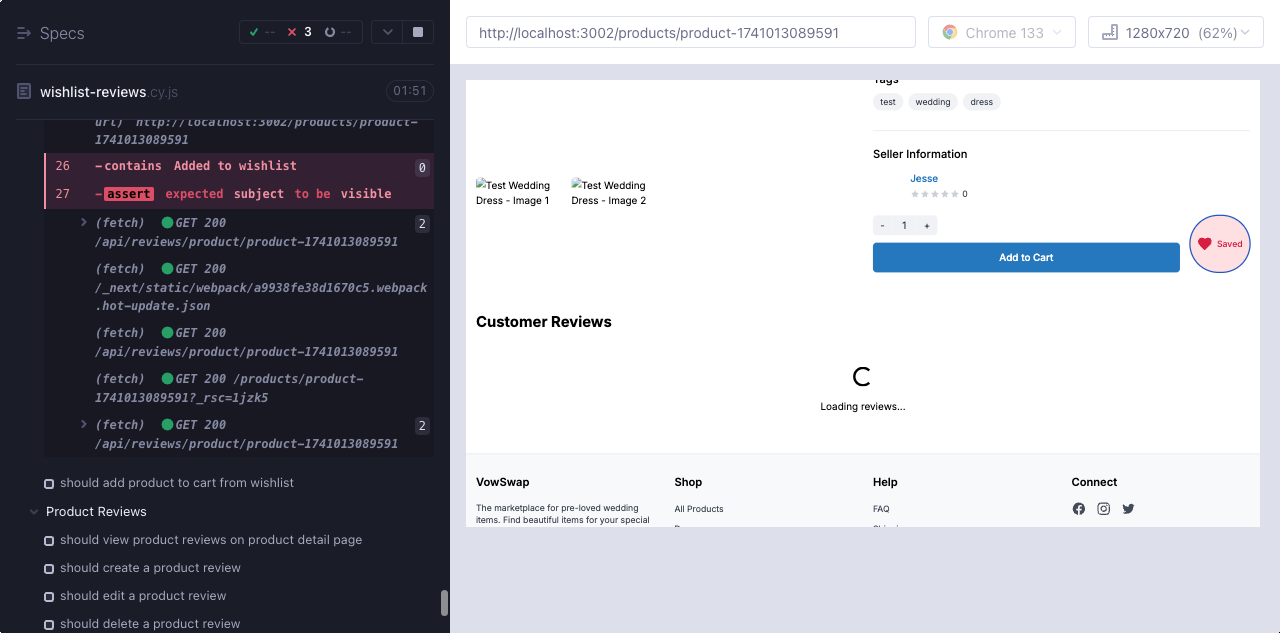 Specs
-- 3 --
wishlist-reviews.cy.js
01:51
url) http://localhost:3002/products/product-
1741013089591
26 -contains Added to wishlist 0
27 -assert expected subject to be visible
(fetch) GET 200 2
/api/reviews/product/product-1741013089591
(fetch) GET 200
/_next/static/webpack/a9938fe38d1670c5.webpack
.hot-update.json
(fetch) GET 200
/api/reviews/product/product-1741013089591
(fetch) GET 200 /products/product-
1741013089591?_rsc=1jzk5
(fetch) GET 200 2
/api/reviews/product/product-1741013089591
should add product to cart from wishlist
Product Reviews
should view product reviews on product detail page
should create a product review
should edit a product review
should delete a product review
http://localhost:3002/products/product-1741013089591
Chrome 133
1280x720 (62%)
Tags
test wedding dress
Seller Information
Jesse
0
Test Wedding
Dress - Image 1
Test Wedding
Dress - Image 2
- 1 +
Add to Cart
Saved
Customer Reviews
Loading reviews...
VowSwap
The marketplace for pre-loved wedding
items. Find beautiful items for your special
Shop
All Products
Help
FAQ
Connect